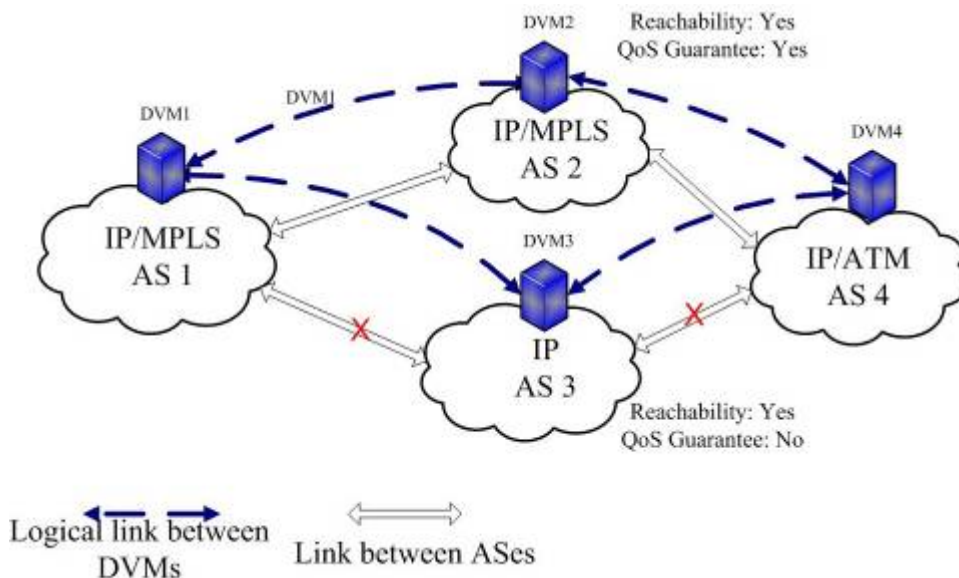 DVM2
Reachability: Yes
QoS Guarantee: Yes
DVM1
DVM1
IP/MPLS
AS 2
DVM4
IP/MPLS
AS 1
DVM3
IP/ATM
AS 4
X
X
IP
AS 3
Reachability: Yes
QoS Guarantee: No
Logical link between
DVMs
Link between ASes